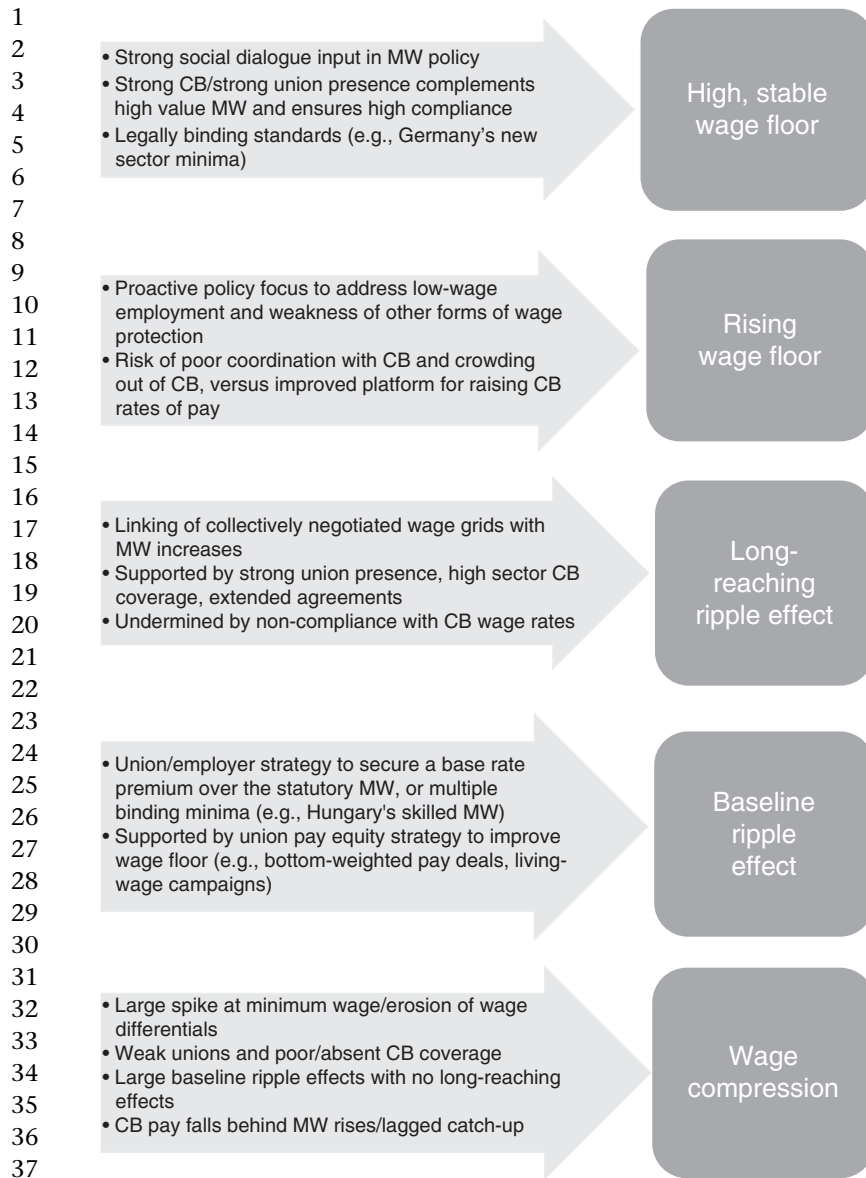 1
2
3
4
5
6
7
8
9
10
11
12
13
14
15
16
17
18
19
20
21
22
23
24
25
26
27
28
29
30
31
32
33
34
35
36
37
• Strong social dialogue input in MW policy
• Strong CB/strong union presence complements
high value MW and ensures high compliance
• Legally binding standards (e.g., Germany's new
sector minima)
High, stable
wage floor
• Proactive policy focus to address low-wage
employment and weakness of other forms of wage
protection
• Risk of poor coordination with CB and crowding
out of CB, versus improved platform for raising CB
rates of pay
Rising
wage floor
• Linking of collectively negotiated wage grids with
MW increases
• Supported by strong union presence, high sector CB
coverage, extended agreements
• Undermined by non-compliance with CB wage rates
Long-
reaching
ripple effect
• Union/employer strategy to secure a base rate
premium over the statutory MW, or multiple
binding minima (e.g., Hungary's skilled MW)
• Supported by union pay equity strategy to improve
wage floor (e.g., bottom-weighted pay deals, living-
wage campaigns)
Baseline
ripple
effect
• Large spike at minimum wage/erosion of wage
differentials
• Weak unions and poor/absent CB coverage
• Large baseline ripple effects with no long-reaching
effects
• CB pay falls behind MW rises/lagged catch-up
Wage
compression